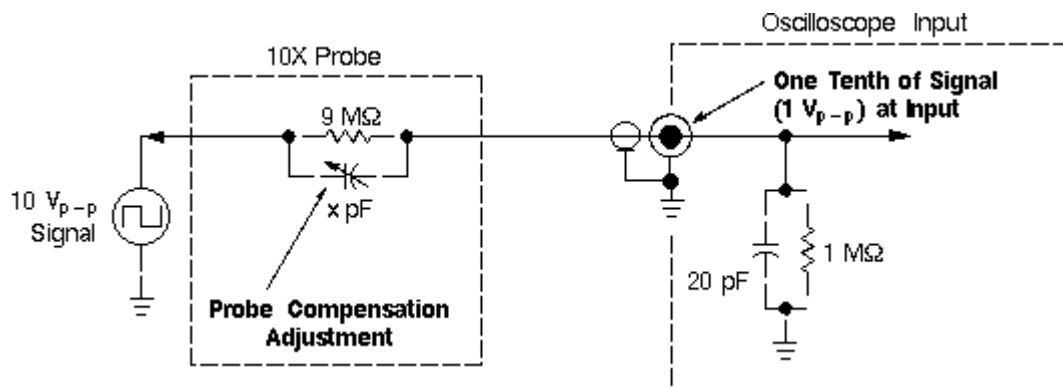 Oscilloscope Input
10X Probe
One Tenth of Signal
(1 Vp–p) at Input
9 MΩ
10 Vp–p
Signal
x pF
1 MΩ
20 pF
Probe Compensation
Adjustment